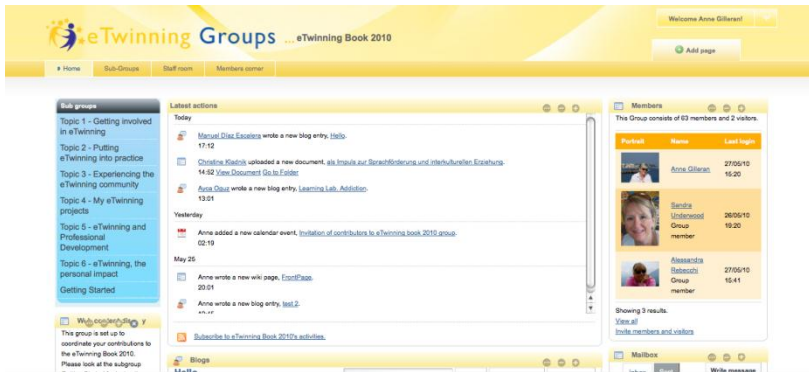 eTwinning Groups ... eTwinning Book 2010
Welcome Anne Gilleran!
Add page
Home Sub-Groups Staff room Members corner
Sub groups
Topic 1 - Getting involved
in eTwinning
Topic 2 - Putting
eTwinning into practice
Topic 3 - Experiencing the
eTwinning community
Topic 4 - My eTwinning
projects
Topic 5 - eTwinning and
Professional
Development
Topic 6 - eTwinning, the
personal impact
Getting Started
This group is set up to
coordinate your contributions to
the eTwinning Book 2010.
Please look at the subgroup
Latest actions
Today
Manuel Díaz Escalera wrote a new blog entry, Hello.
17:12
Christine Kladnik uploaded a new document, als Impuls zur Sprachförderung und interkulturellen Erziehung.
14:52 View Document Go to Folder
Ayca Oguz wrote a new blog entry, Learning Lab. Addiction.
13:01
Yesterday
Anne added a new calendar event, Invitation of contributors to eTwinning book 2010 group.
02:19
May 25
Anne wrote a new wiki page, FrontPage.
20:01
Anne wrote a new blog entry, test 2.
Subscribe to eTwinning Book 2010's activities.
Blogs
Hello
Members
This Group consists of 63 members and 2 visitors.
Portrait Name Last login
Anne Gilleran 27/05/10
15:20
Sandra
Underwood 26/05/10
Group 19:20
member
Alessandra
Rebecchi 27/05/10
Group 15:41
member
Showing 3 results.
View all
Invite members and visitors
Mailbox
Write message